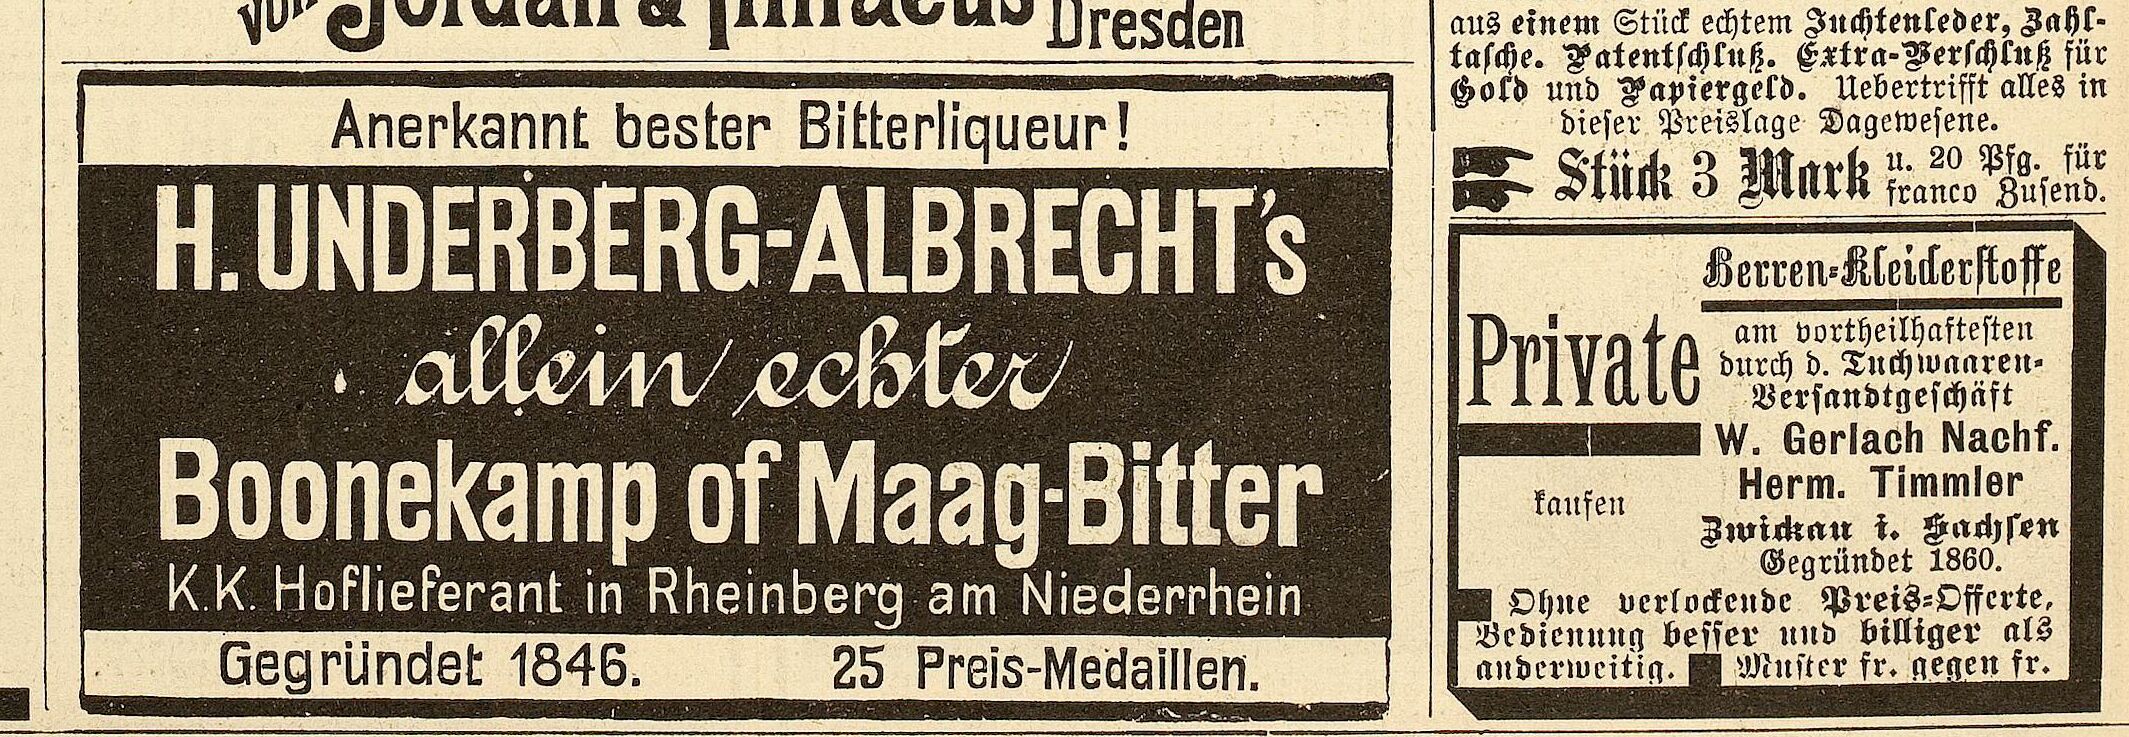 von Jordan & Timaeus Dresden
Anerkannt bester Bitterliqueur!
H. UNDERBERG-ALBRECHT's
allein echter
Boonekamp of Maag-Bitter
K.K. Hoflieferant in Rheinberg am Niederrhein
Gegründet 1846. 25 Preis-Medaillen.
aus einem Stück echtem Juchtenleder, Zahl-
tasche. Patentschluß. Extra-Verschluß für
Gold und Papiergeld. Uebertrifft alles in
dieser Preislage Dagewesene.
Stück 3 Mark u. 20 Pfg. für
franco Zusend.
Herren-Kleiderstoffe
Private
am vortheilhaftesten
durch d. Tuchwaaren-
Versandtgeschäft
W. Gerlach Nachf.
Herm. Timmler
kaufen
Zwickau i. Sachsen
Gegründet 1860.
Ohne verlockende Preis-Offerte,
Bedienung besser und billiger als
anderweitig. Muster fr. gegen fr.